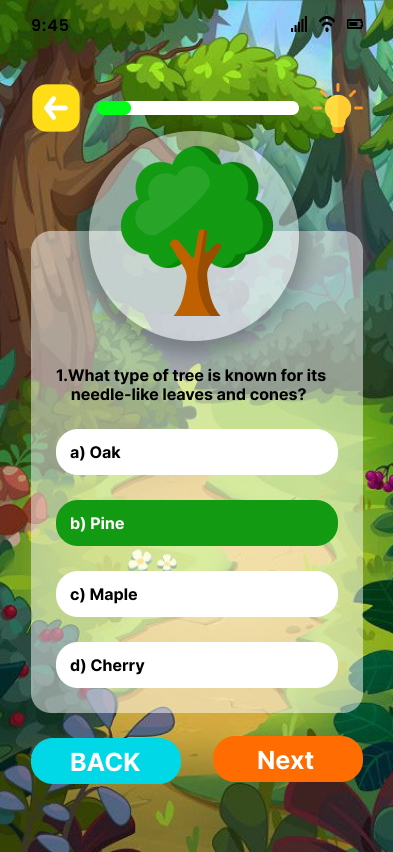 9:45
1.What type of tree is known for its
needle-like leaves and cones?
a) Oak
b) Pine
c) Maple
d) Cherry
BACK
Next